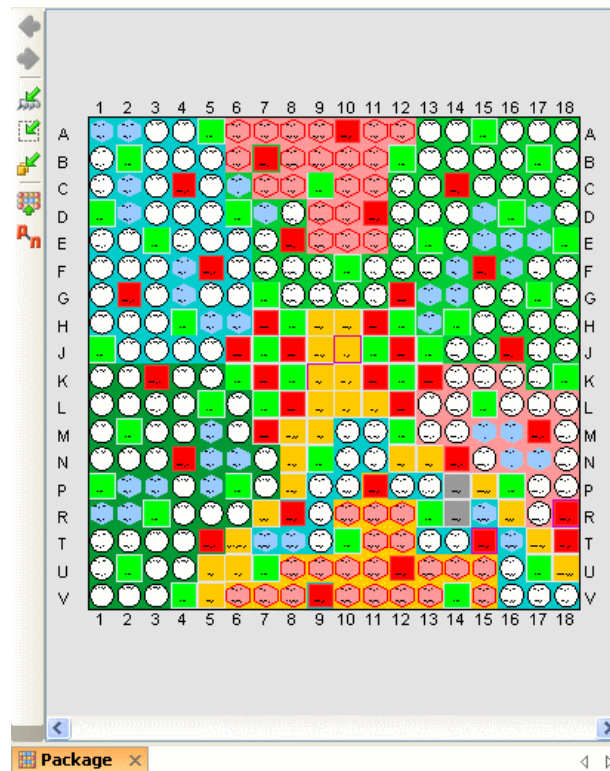 1 2 3 4 5 6 7 8 9 10 11 12 13 14 15 16 17 18
A A
B B
C C
D D
E E
F F
G G
H H
J J
K K
L L
M M
N N
P P
R R
T T
U U
V V
1 2 3 4 5 6 7 8 9 10 11 12 13 14 15 16 17 18
Package